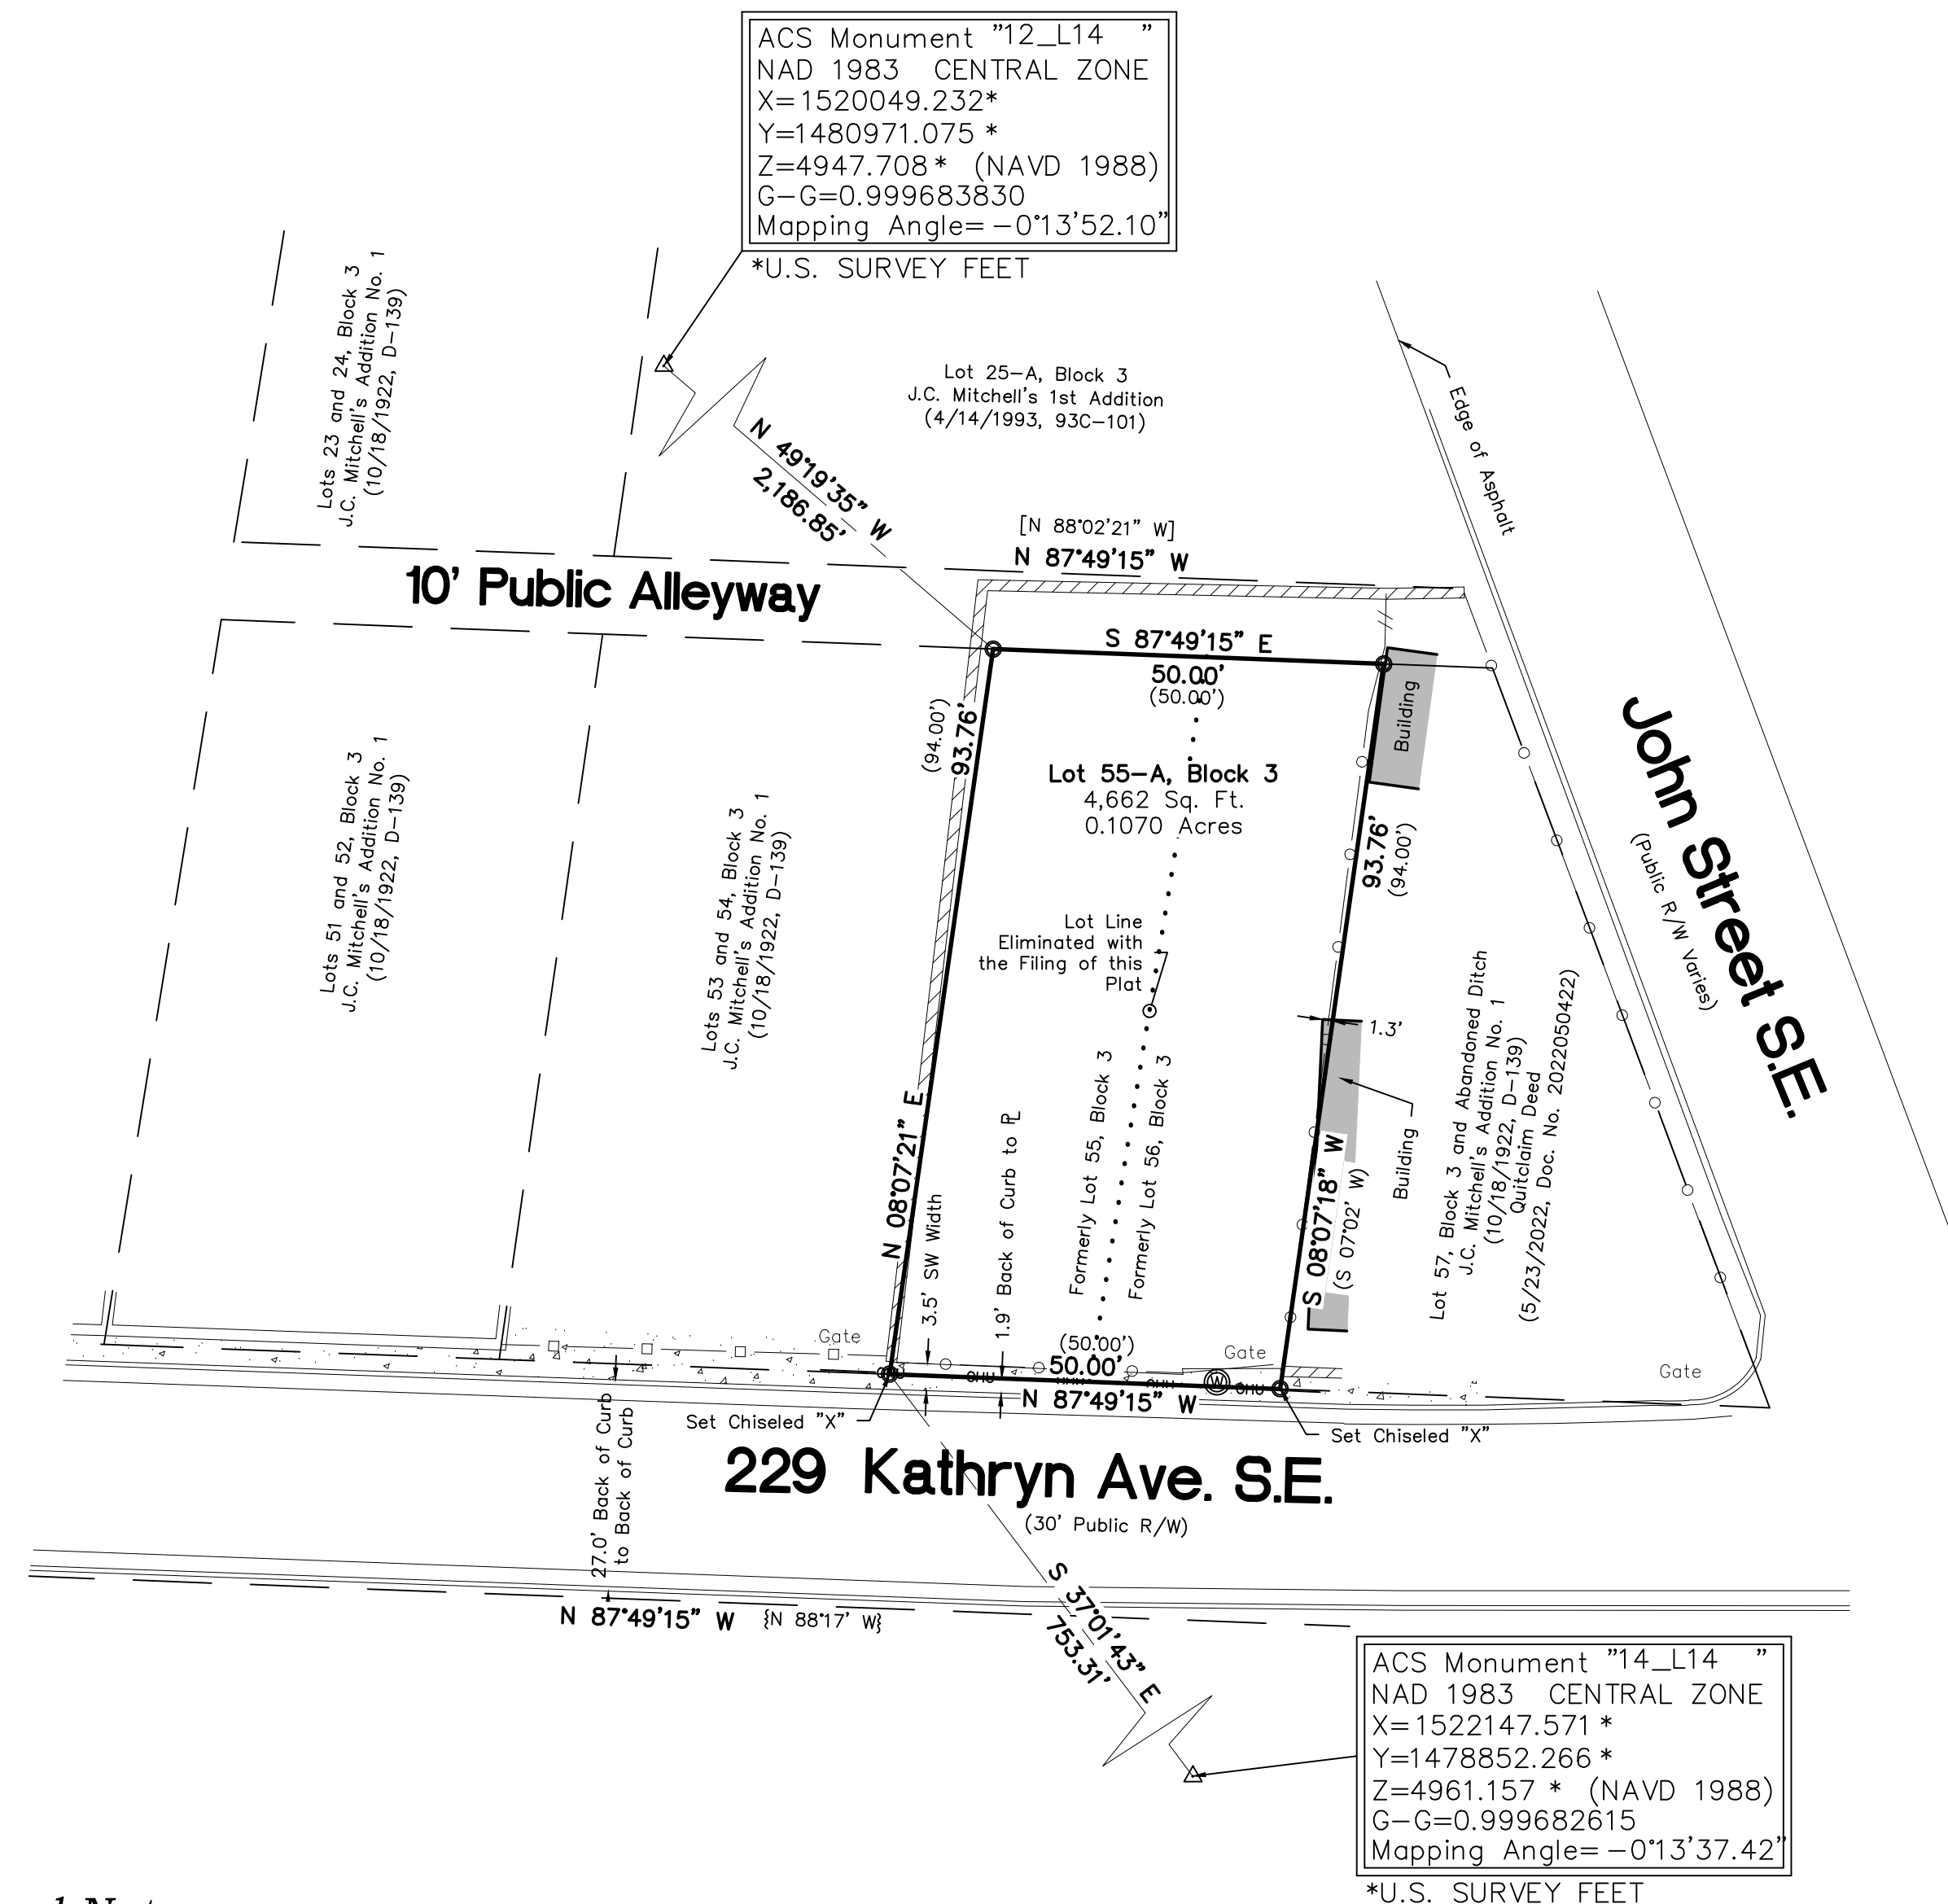 ACS Monument "12_L14 "
NAD 1983 CENTRAL ZONE
X=1520049.232*
Y=1480971.075 *
Z=4947.708* (NAVD 1988)
G-G=0.999683830
Mapping Angle= -0°13'52.10"
*U.S. SURVEY FEET
Lots 23 and 24, Block 3
J.C. Mitchell's Addition No. 1
(10/18/1922, D-139)
Lot 25-A, Block 3
J.C. Mitchell's 1st Addition
(4/14/1993, 93C-101)
Edge of Asphalt
N 49°19'35" W
2,186.85'
[N 88°02'21" W]
N 87°49'15" W
10' Public Alleyway
S 87°49'15" E
50.00'
(50.00')
Building
John Street S.E.
(Public R/W Varies)
(94.00')
93.76'
Lot 55-A, Block 3
4,662 Sq. Ft.
0.1070 Acres
93.76'
(94.00')
Lots 51 and 52, Block 3
J.C. Mitchell's Addition No. 1
(10/18/1922, D-139)
Lots 53 and 54, Block 3
J.C. Mitchell's Addition No. 1
(10/18/1922, D-139)
Lot Line
Eliminated with
the Filing of this
Plat
1.3'
Building
Lot 57, Block 3 and Abandoned Ditch
J.C. Mitchell's Addition No. 1
(10/18/1922, D-139)
Quitclaim Deed
(5/23/2022, Doc. No. 2022050422)
N 08°07'21" E
3.5' SW Width
1.9' Back of Curb to PL
Formerly Lot 55, Block 3
Formerly Lot 56, Block 3
S 08°07'18" W
(S 07°02' W)
Gate
(50.00')
50.00'
Gate
Gate
OHU
OHU
W
OHU
N 87°49'15" W
Set Chiseled "X"
Set Chiseled "X"
27.0' Back of Curb
to Back of Curb
229 Kathryn Ave. S.E.
(30' Public R/W)
S 37°01'43" E
753.31'
N 87°49'15" W {N 88°17' W}
ACS Monument "14_L14 "
NAD 1983 CENTRAL ZONE
X=1522147.571 *
Y=1478852.266 *
Z=4961.157 * (NAVD 1988)
G-G=0.999682615
Mapping Angle= -0°13'37.42"
*U.S. SURVEY FEET